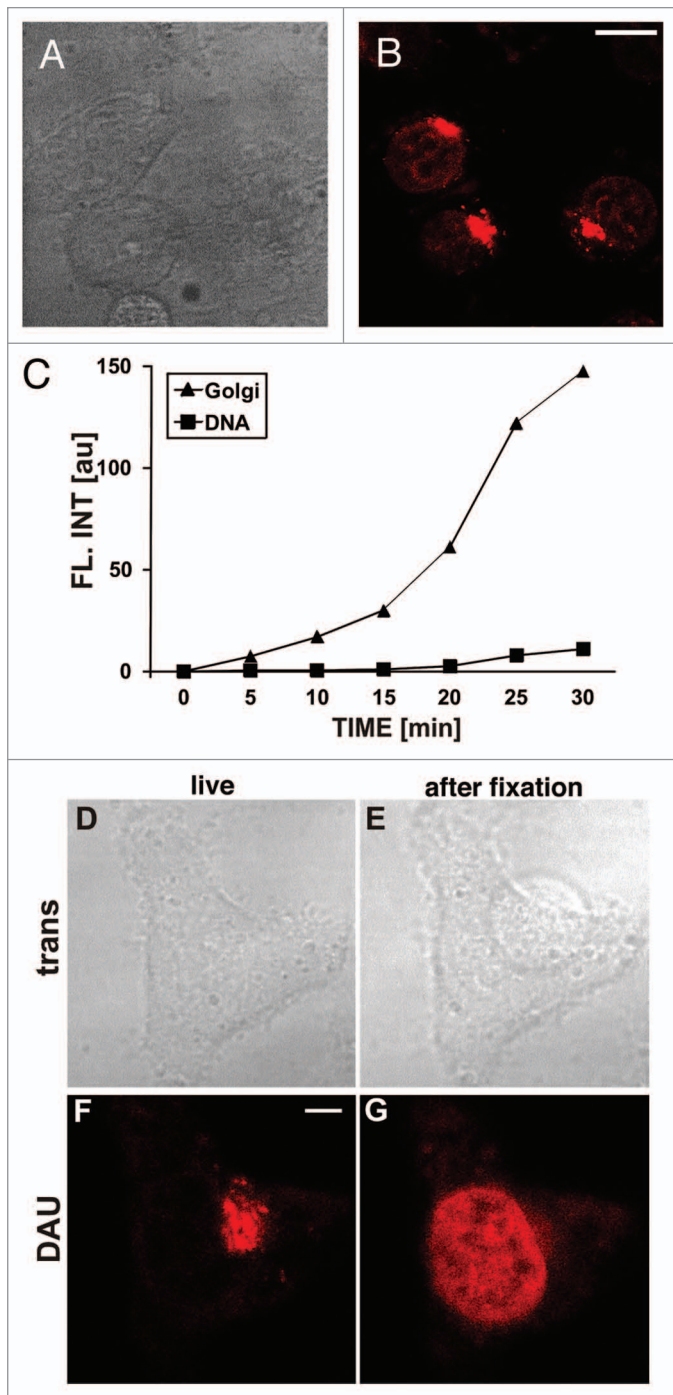 A
B
C
Golgi
DNA
FL. INT [au]
150
100
50
0
0 5 10 15 20 25 30
TIME [min]
live after fixation
trans
D E
DAU
F G